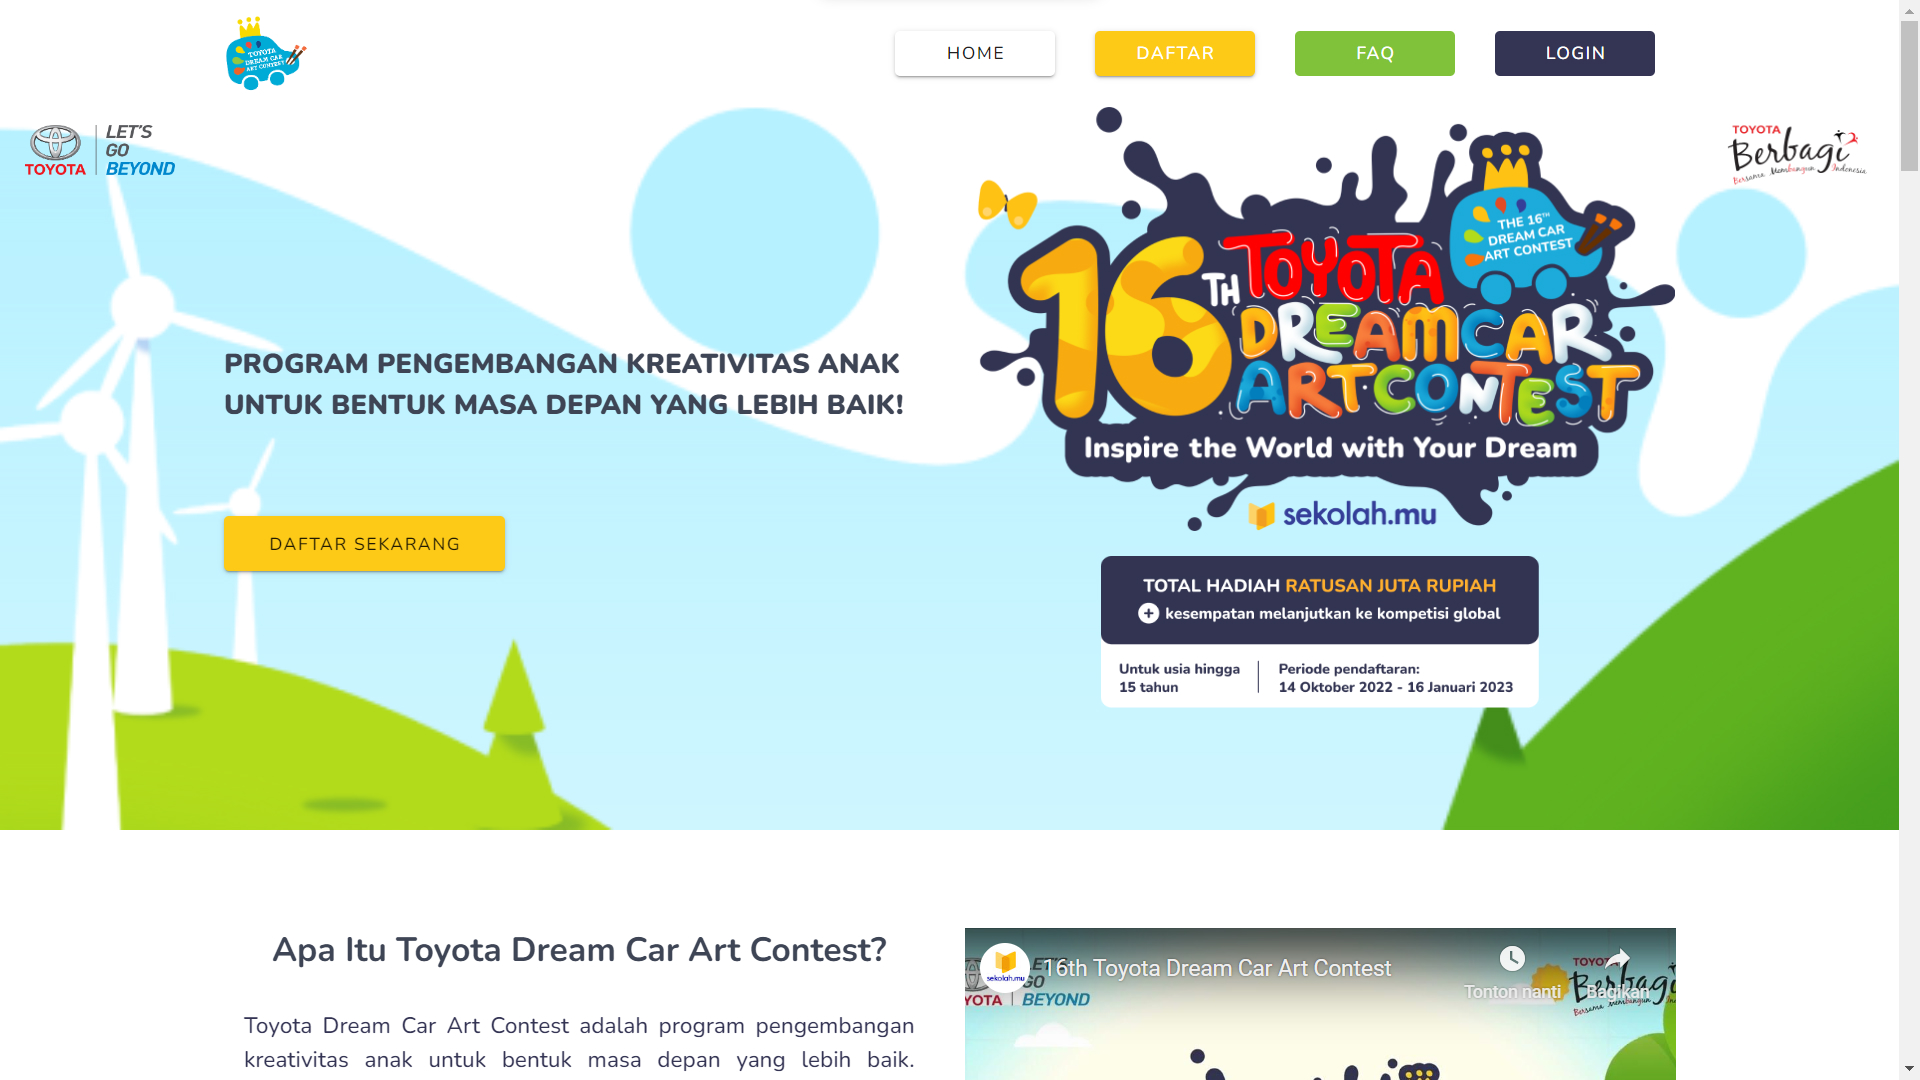 TOYOTA
DREAM CAR
ART CONTEST
HOME
DAFTAR
FAQ
LOGIN
TOYOTA
LET'S
GO
BEYOND
TOYOTA
Berbagi
Bersama Membangun Indonesia
THE 16TH
DREAM CAR
ART CONTEST
16TH TOYOTA
DREAMCAR
ARTCONTEST
Inspire the World with Your Dream
sekolah.mu
PROGRAM PENGEMBANGAN KREATIVITAS ANAK
UNTUK BENTUK MASA DEPAN YANG LEBIH BAIK!
DAFTAR SEKARANG
TOTAL HADIAH RATUSAN JUTA RUPIAH
+ kesempatan melanjutkan ke kompetisi global
Untuk usia hingga
15 tahun
Periode pendaftaran:
14 Oktober 2022 - 16 Januari 2023
Apa Itu Toyota Dream Car Art Contest?
Toyota Dream Car Art Contest adalah program pengembangan
kreativitas anak untuk bentuk masa depan yang lebih baik.
sekolah.mu
16th Toyota Dream Car Art Contest
Tonton nanti
Bagikan
LET'S
GO
BEYOND
YOTA
TOYOTA
Berbagi